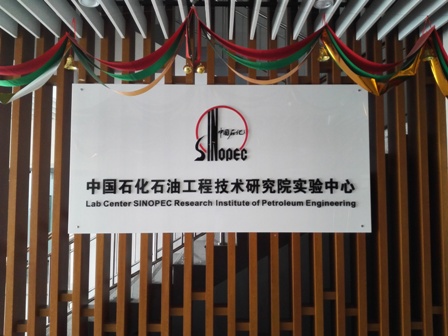 中国石化
SINOPEC
中国石化石油工程技术研究院实验中心
Lab Center SINOPEC Research Institute of Petroleum Engineering